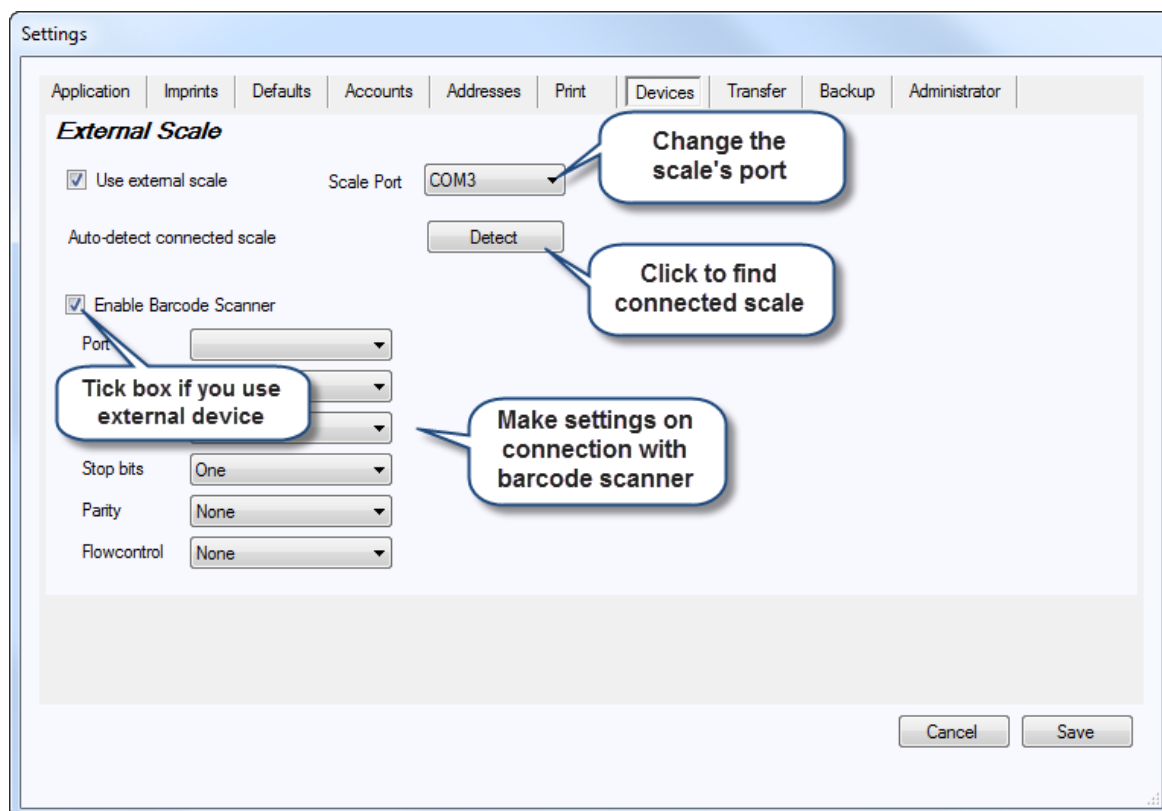 Settings
Application Imprints Defaults Accounts Addresses Print Devices Transfer Backup Administrator
External Scale
Use external scale Scale Port COM3
Change the
scale's port
Auto-detect connected scale Detect
Click to find
connected scale
Enable Barcode Scanner
Port
Tick box if you use
external device
Make settings on
connection with
barcode scanner
Stop bits One
Parity None
Flowcontrol None
Cancel Save